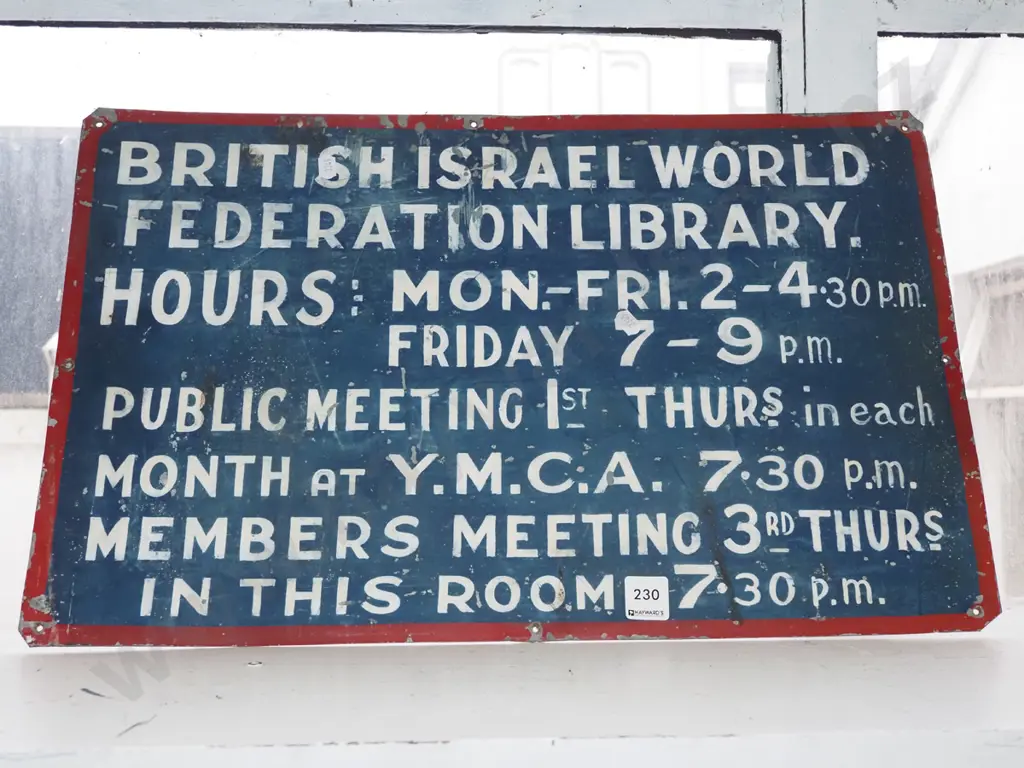 BRITISH ISRAEL WORLD
FEDERATION LIBRARY.
HOURS: MON.-FRI. 2-4·30 p.m.
FRIDAY 7-9 p.m.
PUBLIC MEETING 1ST THURS in each
MONTH AT Y.M.C.A. 7·30 p.m.
MEMBERS MEETING 3RD THURS
IN THIS ROOM 7·30 p.m.
230
HAYWARD'S